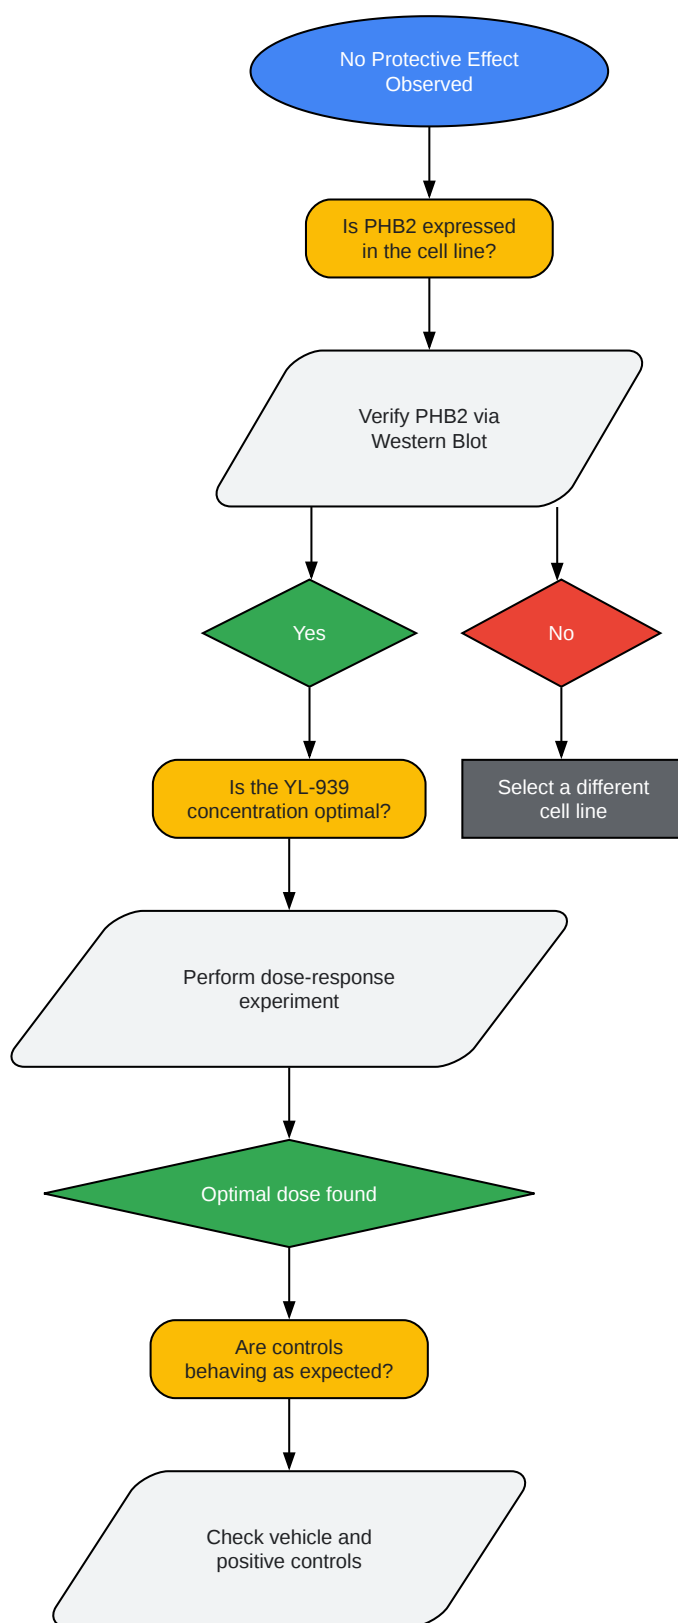 No Protective Effect
Observed
Is PHB2 expressed
in the cell line?
Verify PHB2 via
Western Blot
Yes
No
Is the YL-939
concentration optimal?
Select a different
cell line
Perform dose-response
experiment
Optimal dose found
Are controls
behaving as expected?
Check vehicle and
positive controls